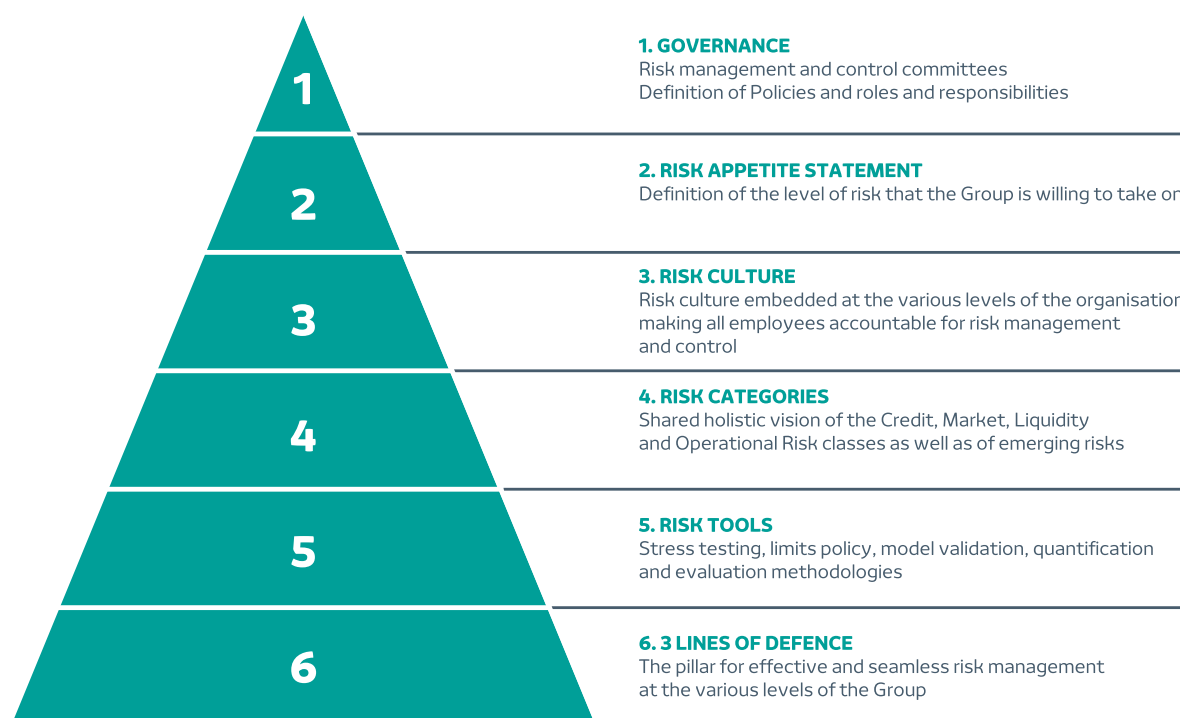 1
1. GOVERNANCE
Risk management and control committees
Definition of Policies and roles and responsibilities
2
2. RISK APPETITE STATEMENT
Definition of the level of risk that the Group is willing to take on
3
3. RISK CULTURE
Risk culture embedded at the various levels of the organisation
making all employees accountable for risk management
and control
4
4. RISK CATEGORIES
Shared holistic vision of the Credit, Market, Liquidity
and Operational Risk classes as well as of emerging risks
5
5. RISK TOOLS
Stress testing, limits policy, model validation, quantification
and evaluation methodologies
6
6. 3 LINES OF DEFENCE
The pillar for effective and seamless risk management
at the various levels of the Group